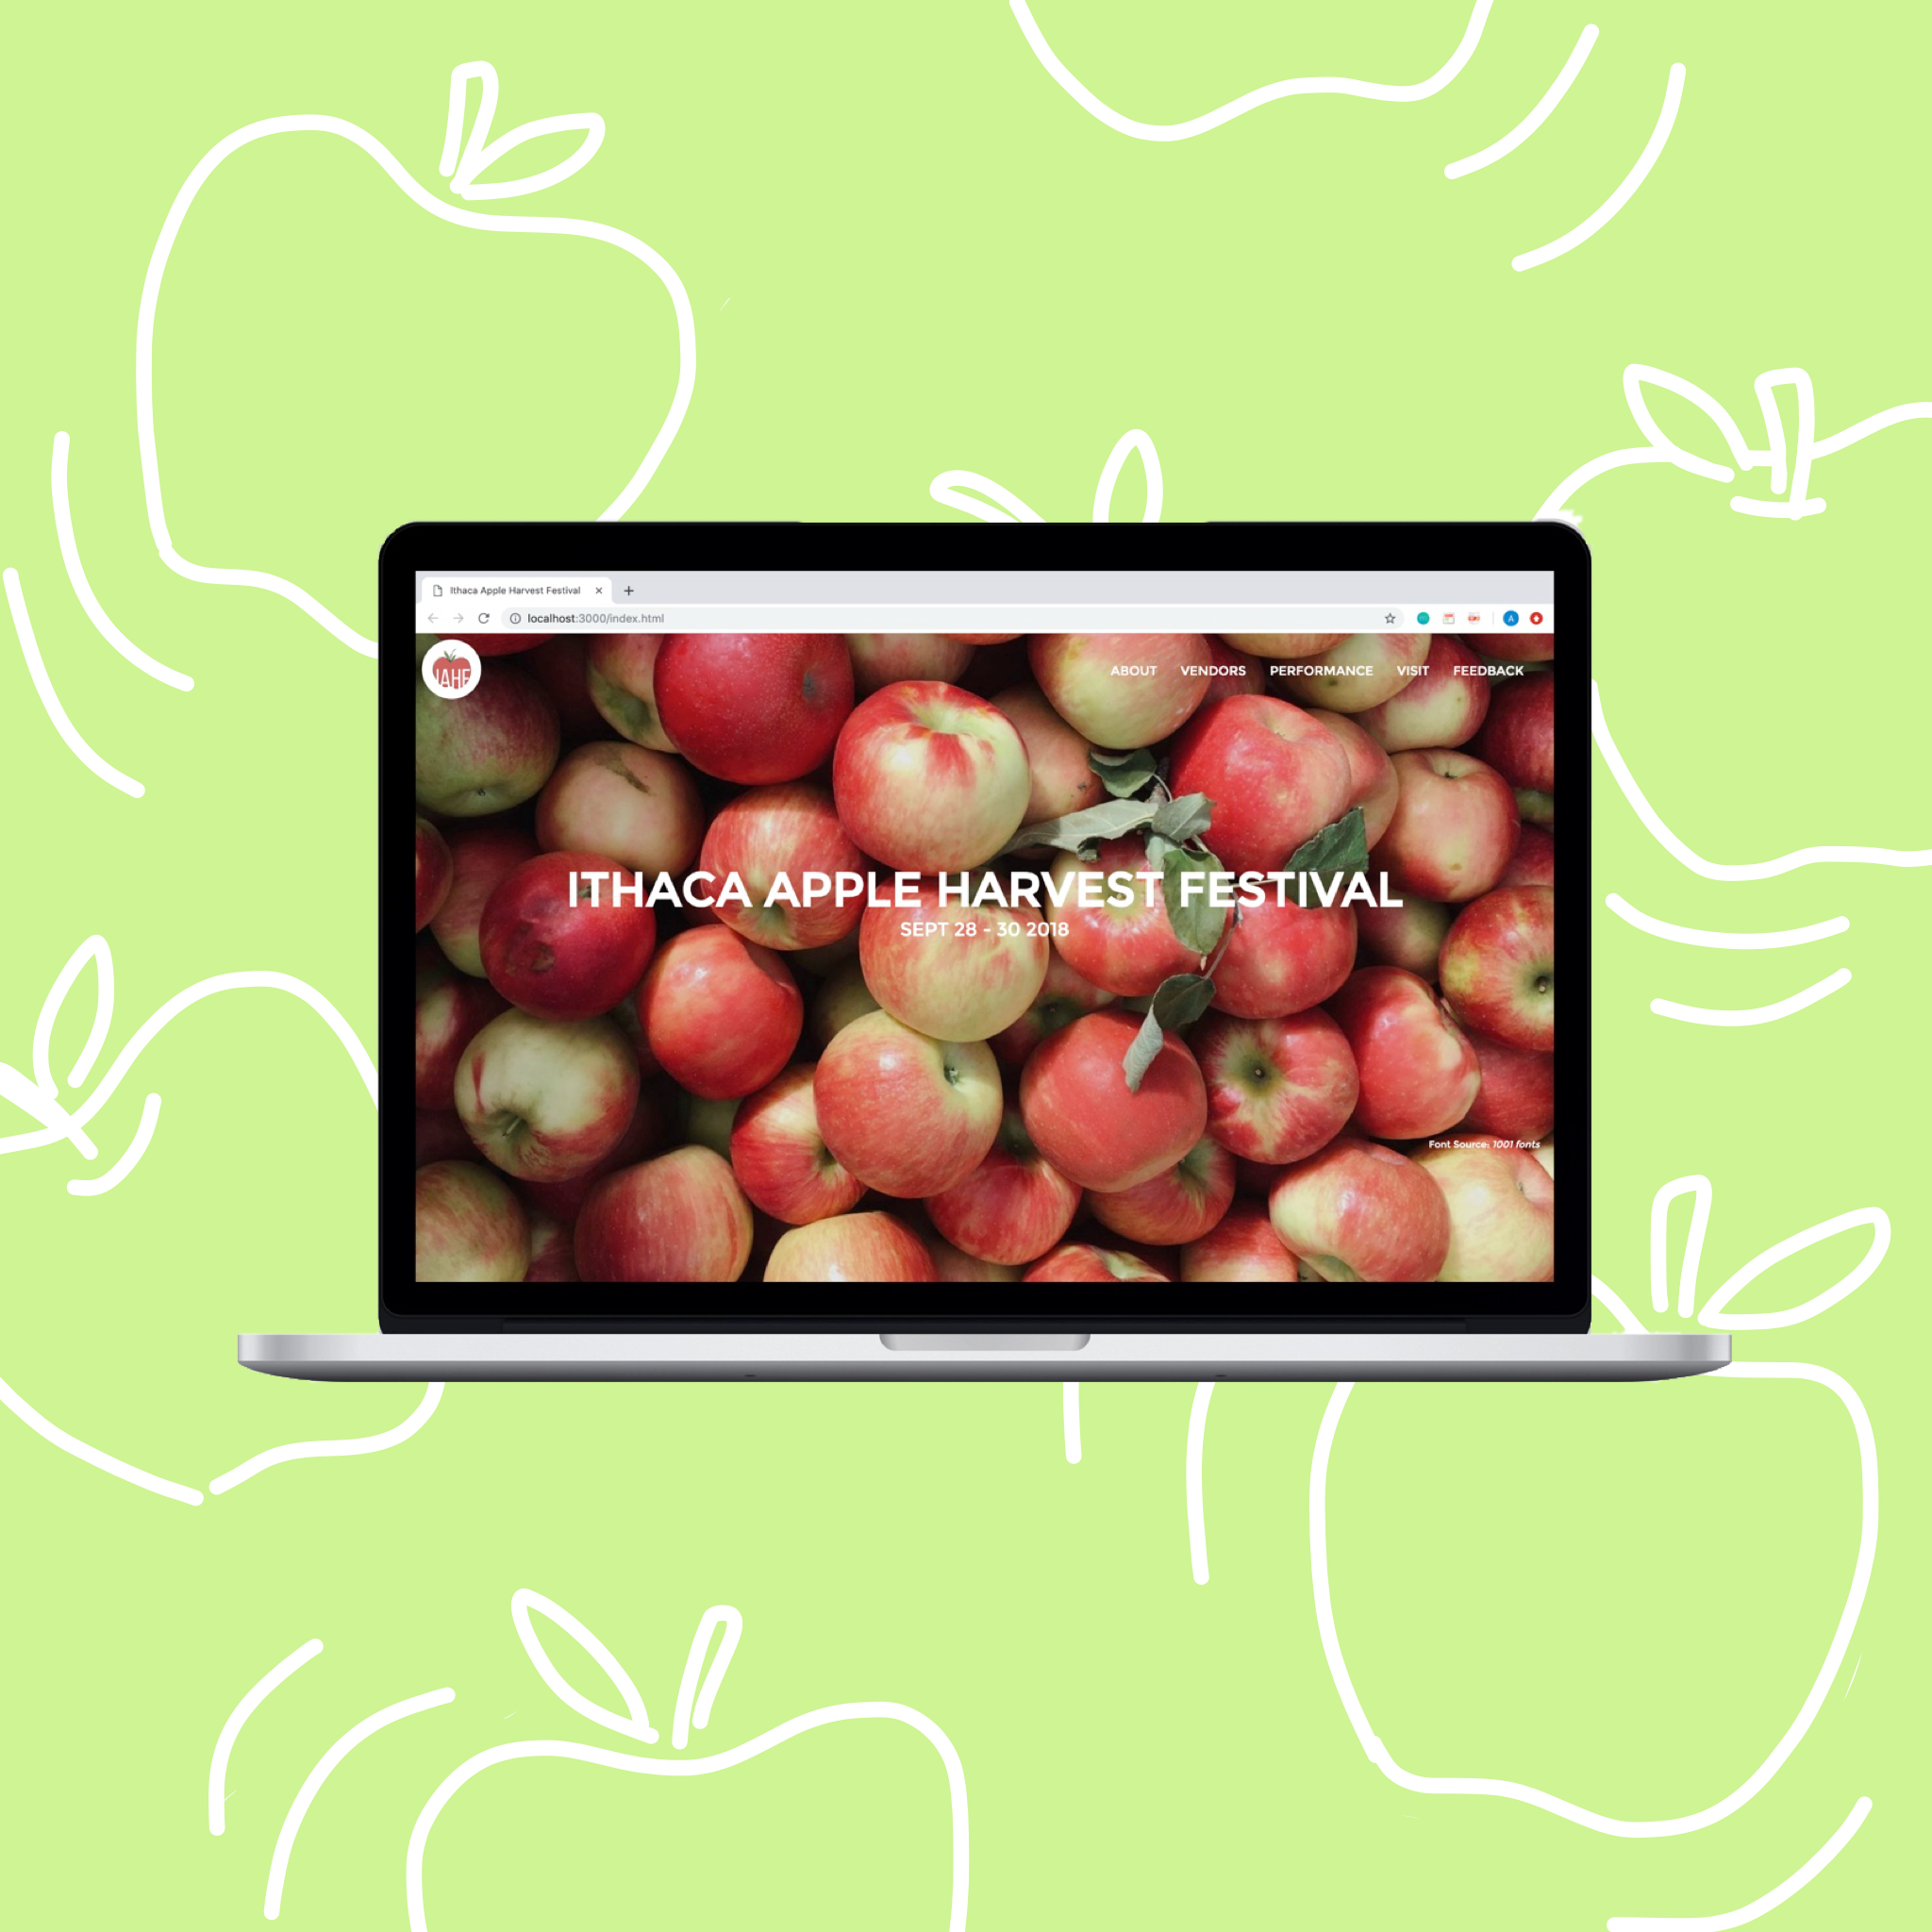 Ithaca Apple Harvest Festival
localhost:3000/index.html
A
IAHF
ABOUT VENDORS PERFORMANCE VISIT FEEDBACK
ITHACA APPLE HARVEST FESTIVAL
SEPT 28 - 30 2018
Font Source: 1001 fonts